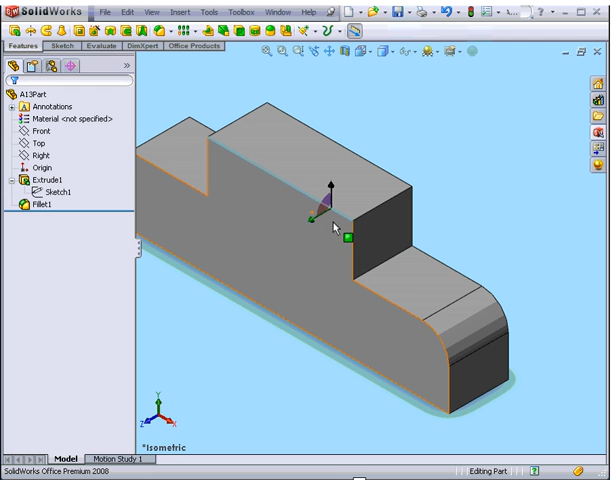 SW SolidWorks File Edit View Insert Tools Toolbox Window Help s... ?
Features Sketch Evaluate DimXpert Office Products
A13Part
Annotations
Material <not specified>
Front
Top
Right
Origin
Extrude1
Sketch1
Fillet1
Y
Z X
*Isometric
Model Motion Study 1
SolidWorks Office Premium 2008 Editing Part ?